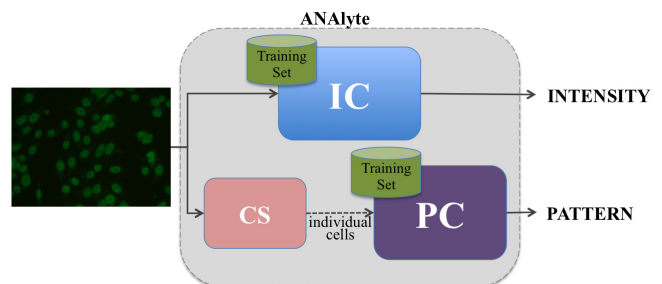 ANAlyte
Training
Set
IC
INTENSITY
Training
Set
CS
individual
cells
PC
PATTERN